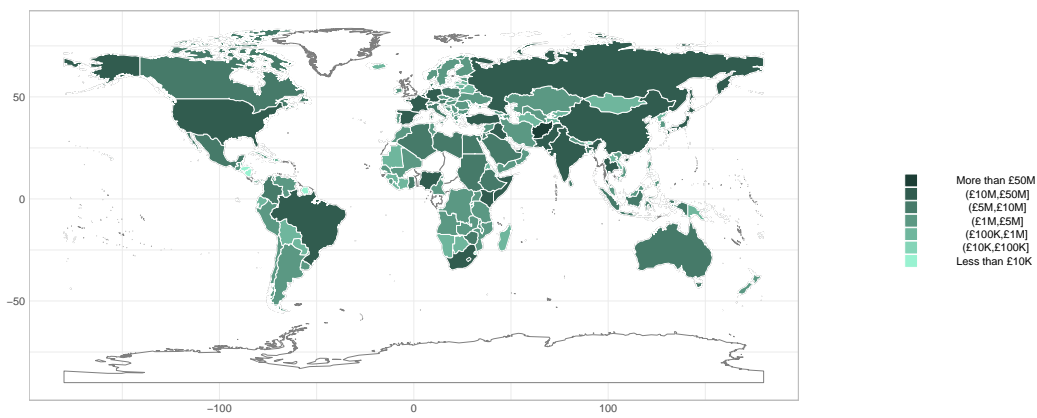 50
0
−50
−100
0
100
More than £50M
(£10M,£50M]
(£5M,£10M]
(£1M,£5M]
(£100K,£1M]
(£10K,£100K]
Less than £10K